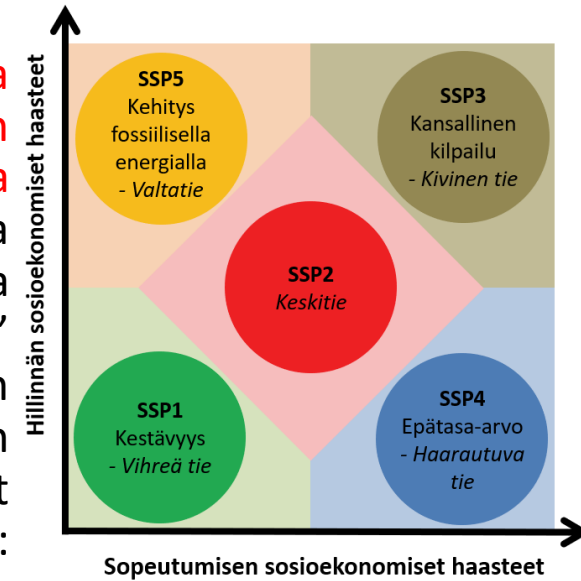 Hillinnän sosioekonomiset haasteet
SSP5
Kehitys
fossiilisella
energialla
- Valtatie
SSP3
Kansallinen
kilpailu
- Kivinen tie
SSP2
Keskitie
SSP1
Kestävyys
- Vihreä tie
SSP4
Epätasa-arvo
- Haarautuva
tie
Sopeutumisen sosioekonomiset haasteet